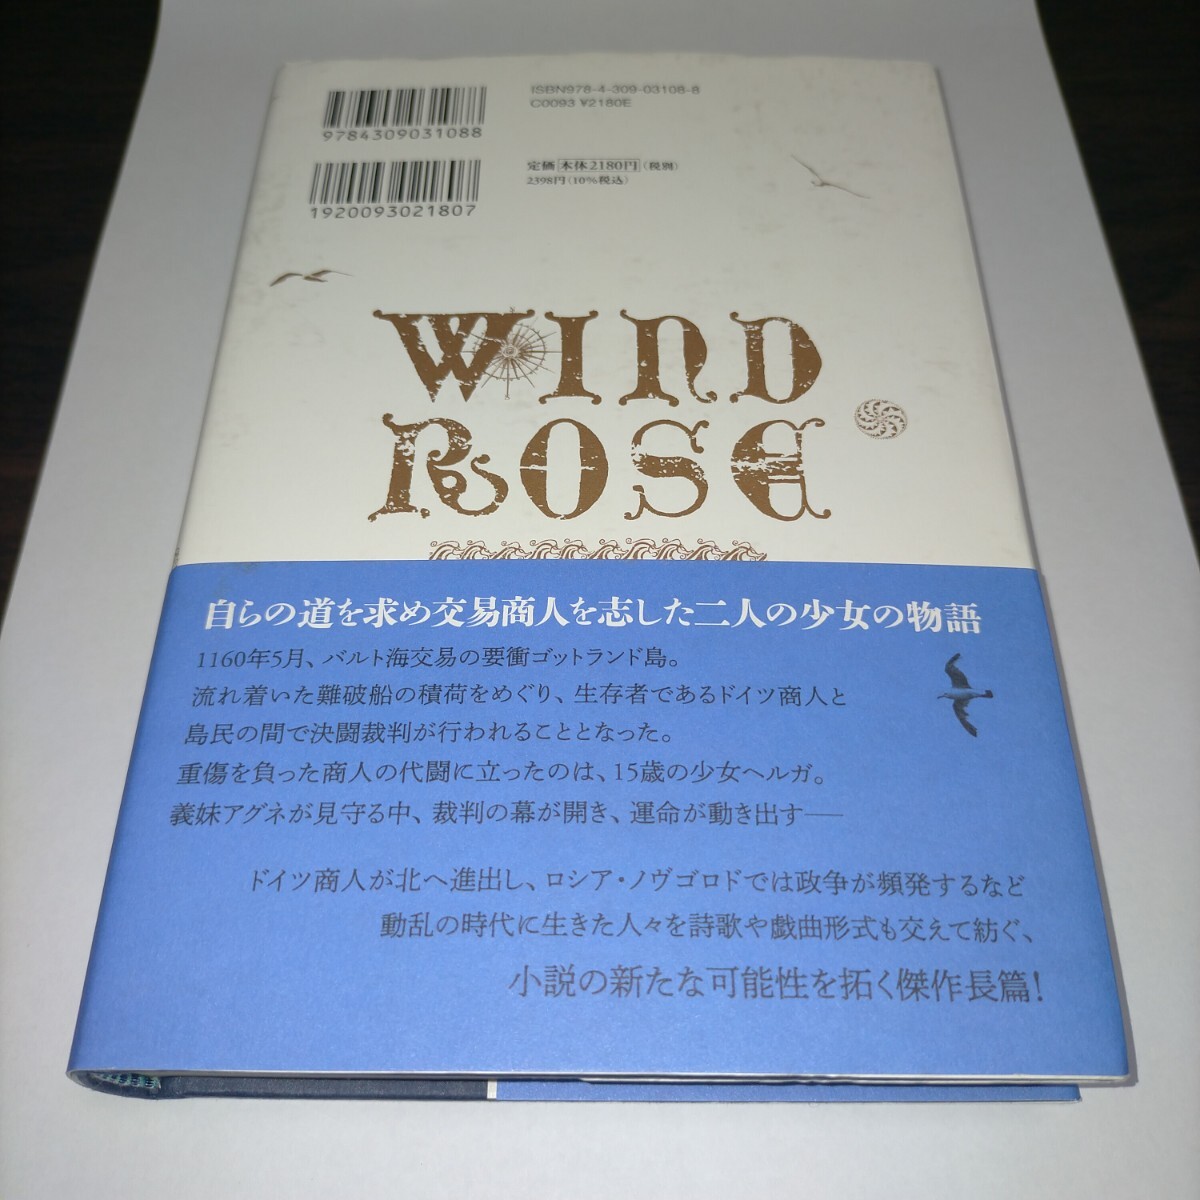 9784309031088
ISBN978-4-309-03108-8
C0093 ¥2180E
1920093021807
定価 本体2180円(税別)
2398円(10%税込)
WIND
ROSE
自らの道を求め交易商人を志した二人の少女の物語
1160年5月、バルト海交易の要衝ゴットランド島。
流れ着いた難破船の積荷をめぐり、生存者であるドイツ商人と
島民の間で決闘裁判が行われることとなった。
重傷を負った商人の代闘に立ったのは、15歳の少女ヘルガ。
義妹アグネが見守る中、裁判の幕が開き、運命が動き出す──
ドイツ商人が北へ進出し、ロシア・ノヴゴロドでは政争が頻発するなど
動乱の時代に生きた人々を詩歌や戯曲形式も交えて紡ぐ、
小説の新たな可能性を拓く傑作長篇!